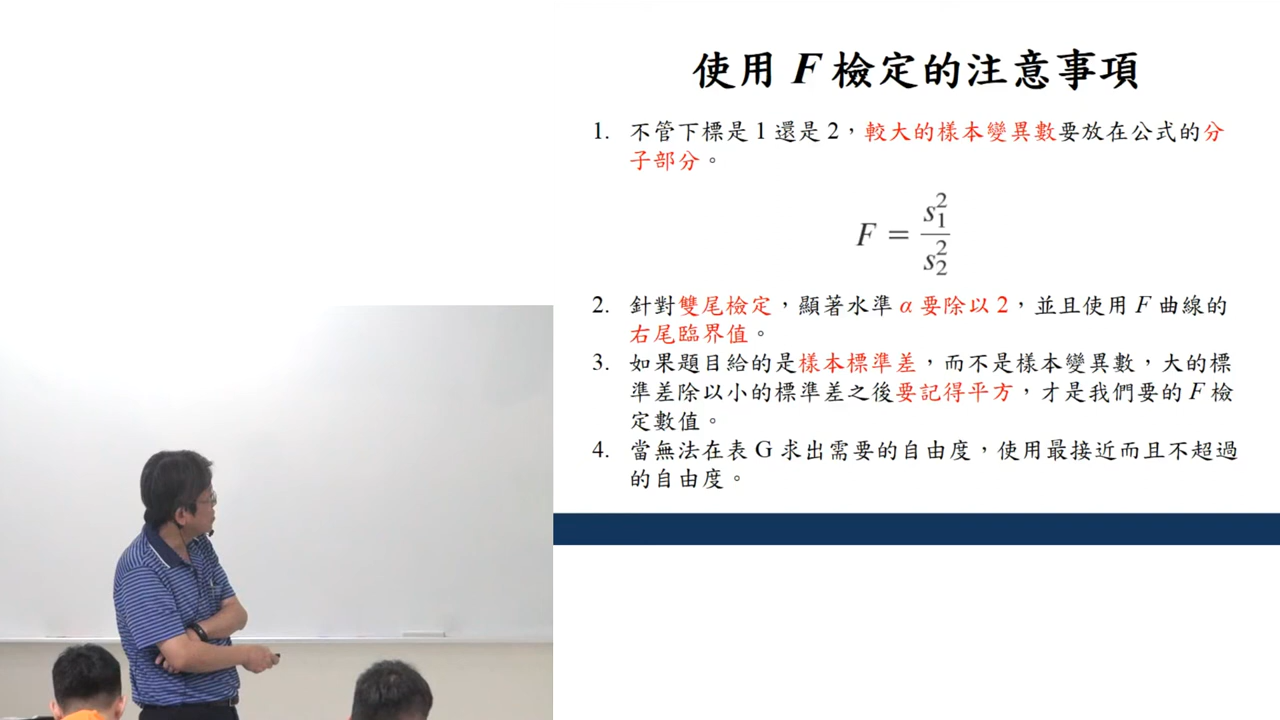 使用 F 檢定的注意事項
1. 不管下標是 1 還是 2，較大的樣本變異數要放在公式的分
子部分。
F = s₁² / s₂²
2. 針對雙尾檢定，顯著水準 α 要除以 2，並且使用 F 曲線的
右尾臨界值。
3. 如果題目給的是樣本標準差，而不是樣本變異數，大的標
準差除以小的標準差之後要記得平方，才是我們要的 F 檢
定數值。
4. 當無法在表 G 求出需要的自由度，使用最接近而且不超過
的自由度。